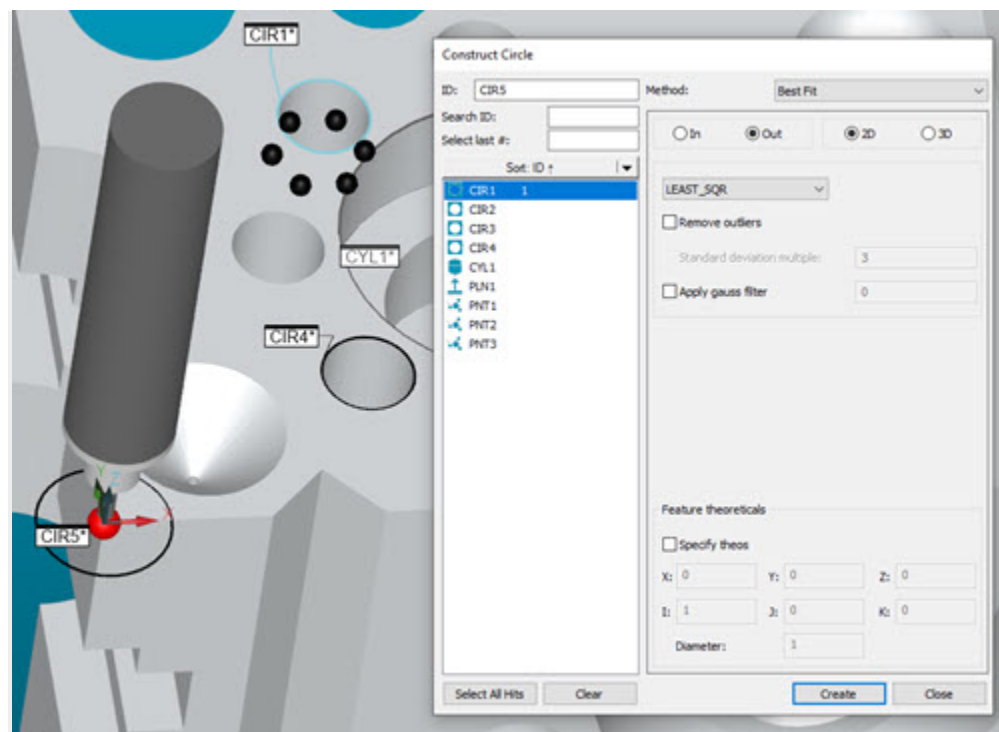 CIR1*
CYL1*
CIR4*
Y
Z
X
CIR5*
Construct Circle
ID: CIR5
Method: Best Fit
Search ID:
Select last #:
In Out 2D 3D
Sort: ID ↑
CIR1 1
CIR2
CIR3
CIR4
CYL1
PLN1
PNT1
PNT2
PNT3
LEAST_SQR
Remove outliers
Standard deviation multiple: 3
Apply gauss filter 0
Feature theoreticals
Specify theos
X: 0 Y: 0 Z: 0
I: 1 J: 0 K: 0
Diameter: 1
Select All Hits Clear Create Close